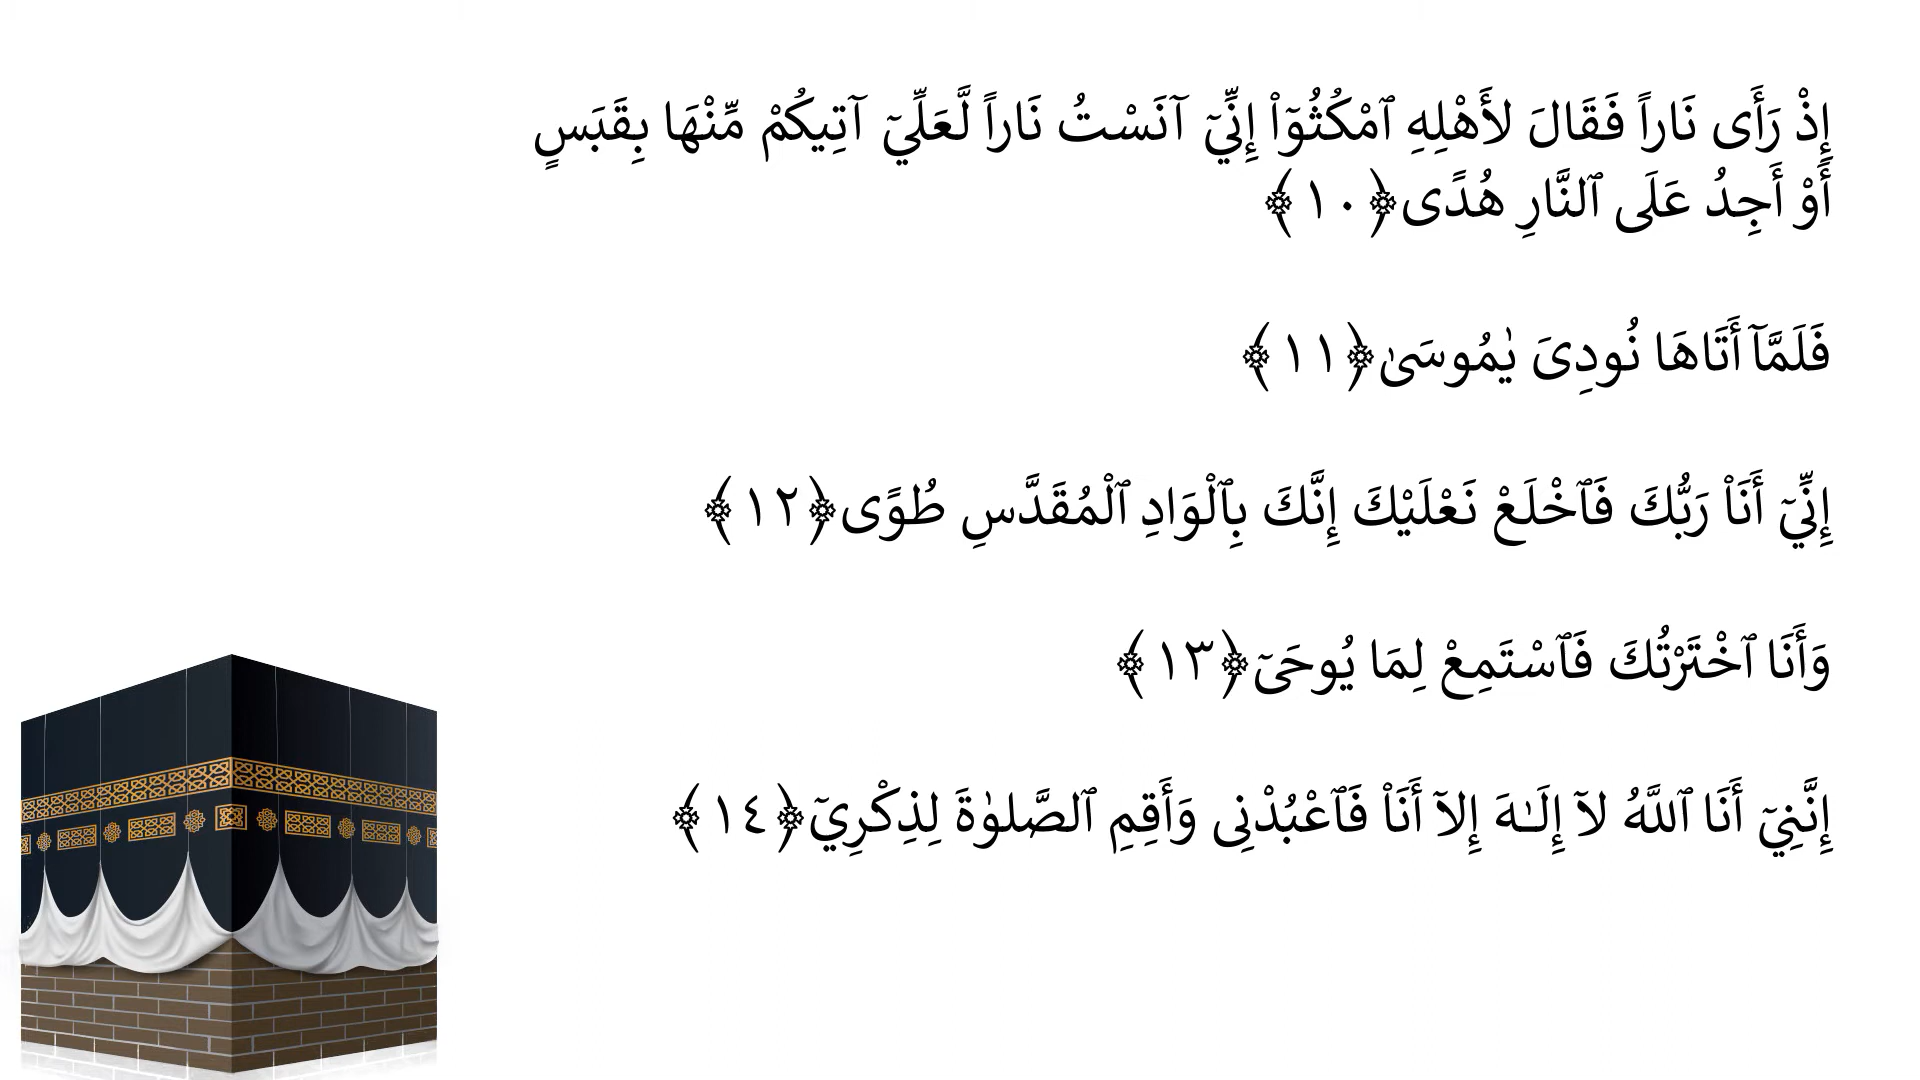 إِذْ رَأَى نَاراً فَقَالَ لأَهْلِهِ ٱمْكُثُوۤاْ إِنِّيۤ آنَسْتُ نَاراً لَّعَلِّيۤ آتِيكُمْ مِّنْهَا بِقَبَسٍ
أَوْ أَجِدُ عَلَى ٱلنَّارِ هُدًى﴿١٠﴾
فَلَمَّآ أَتَاهَا نُودِىَ يٰمُوسَىٰ﴿١١﴾
إِنِّيۤ أَنَاْ رَبُّكَ فَٱخْلَعْ نَعْلَيْكَ إِنَّكَ بِٱلْوَادِ ٱلْمُقَدَّسِ طُوًى﴿١٢﴾
وَأَنَا ٱخْتَرْتُكَ فَٱسْتَمِعْ لِمَا يُوحَىۤ﴿١٣﴾
إِنَّنِيۤ أَنَا ٱللَّهُ لاۤ إِلَـٰهَ إِلاۤ أَنَاْ فَٱعْبُدْنِى وَأَقِمِ ٱلصَّلوٰةَ لِذِكْرِيۤ﴿١٤﴾